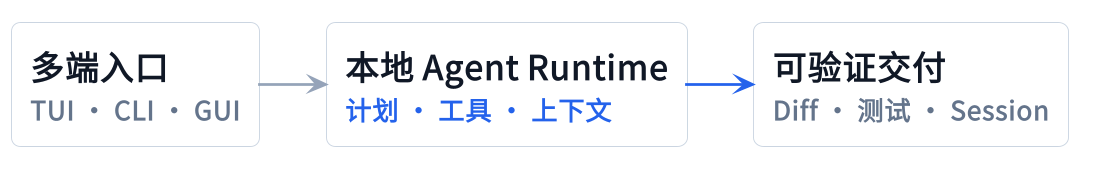 多端入口
TUI · CLI · GUI
本地 Agent Runtime
计划 · 工具 · 上下文
可验证交付
Diff · 测试 · Session